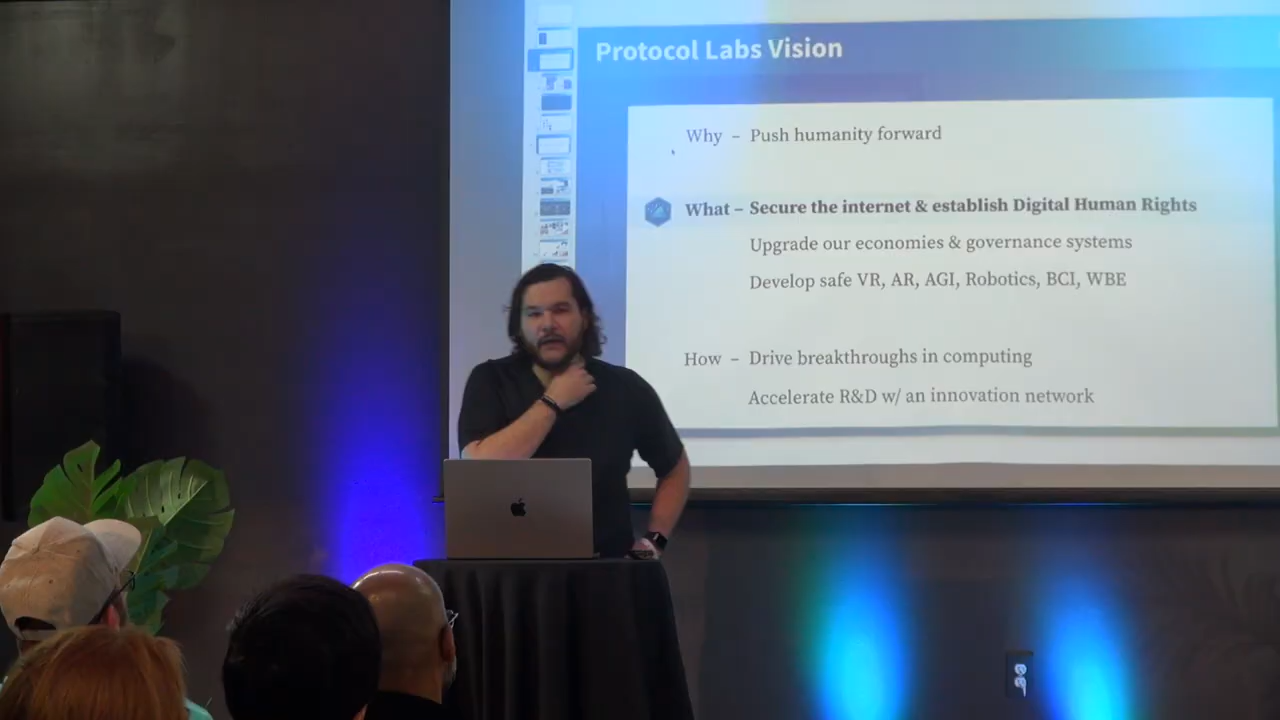 Protocol Labs Vision
Why – Push humanity forward
What – Secure the internet & establish Digital Human Rights
Upgrade our economies & governance systems
Develop safe VR, AR, AGI, Robotics, BCI, WBE
How – Drive breakthroughs in computing
Accelerate R&D w/ an innovation network